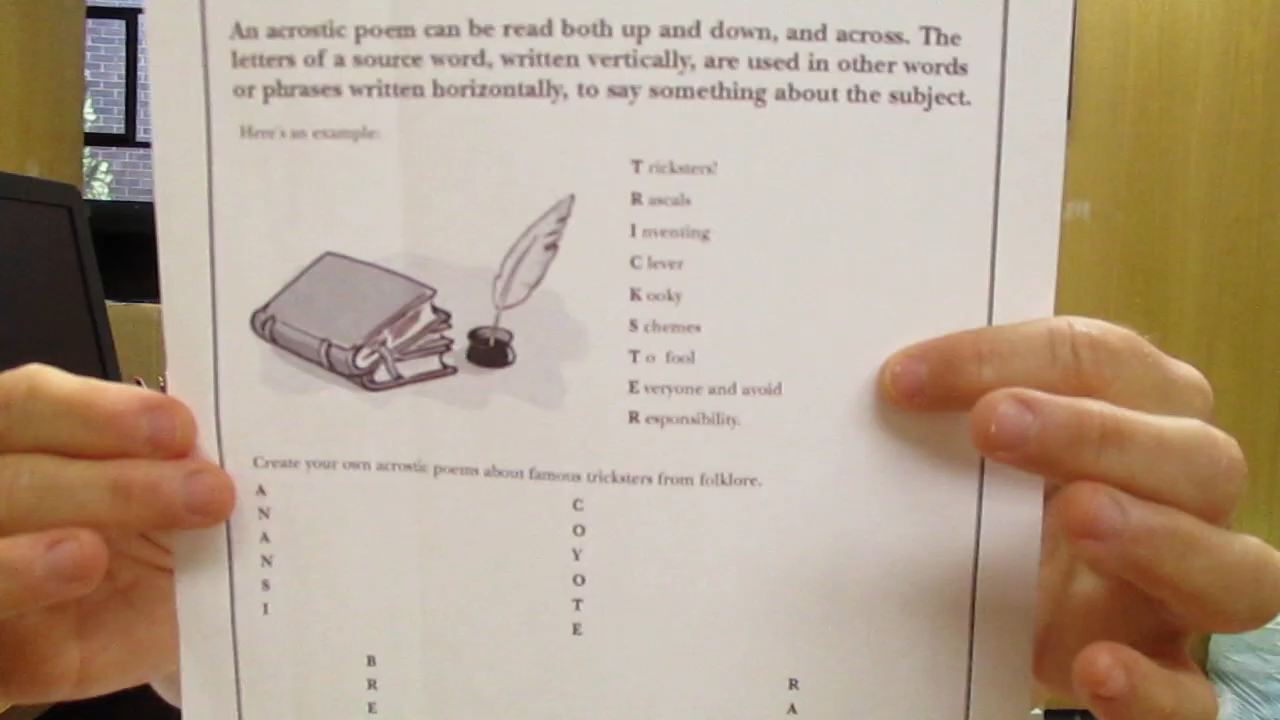 An acrostic poem can be read both up and down, and across. The
letters of a source word, written vertically, are used in other words
or phrases written horizontally, to say something about the subject.
Here's an example:
T ricksters!
R ascals
I nventing
C lever
K ooky
S chemes
T o fool
E veryone and avoid
R esponsibility.
Create your own acrostic poems about famous tricksters from folklore.
A
N
A
N
S
I
C
O
Y
O
T
E
B
R
E
R
A